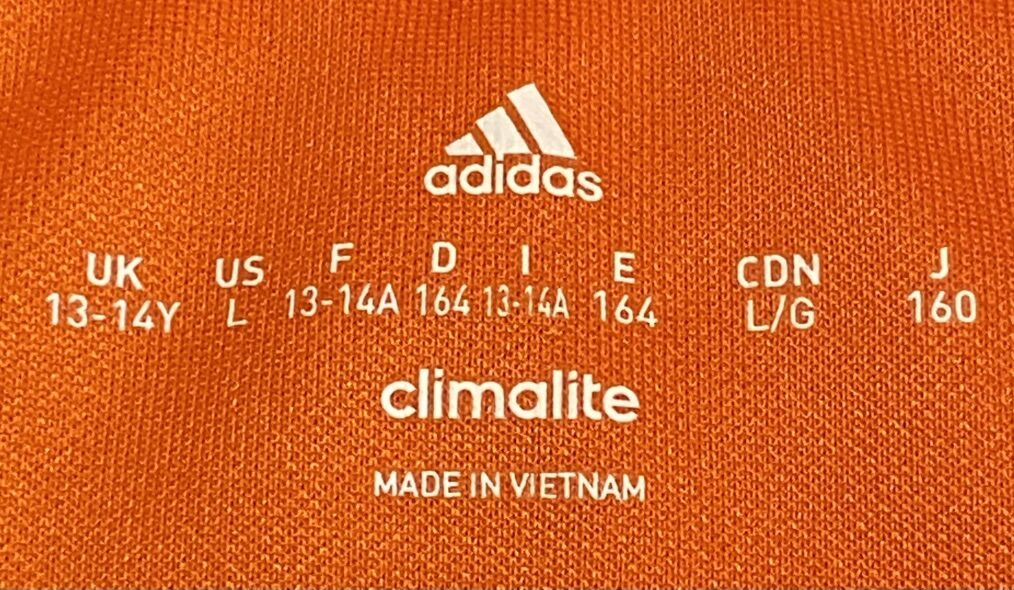 adidas
UK US F D I E CDN J
13-14Y L 13-14A 164 13-14A 164 L/G 160
climalite
MADE IN VIETNAM